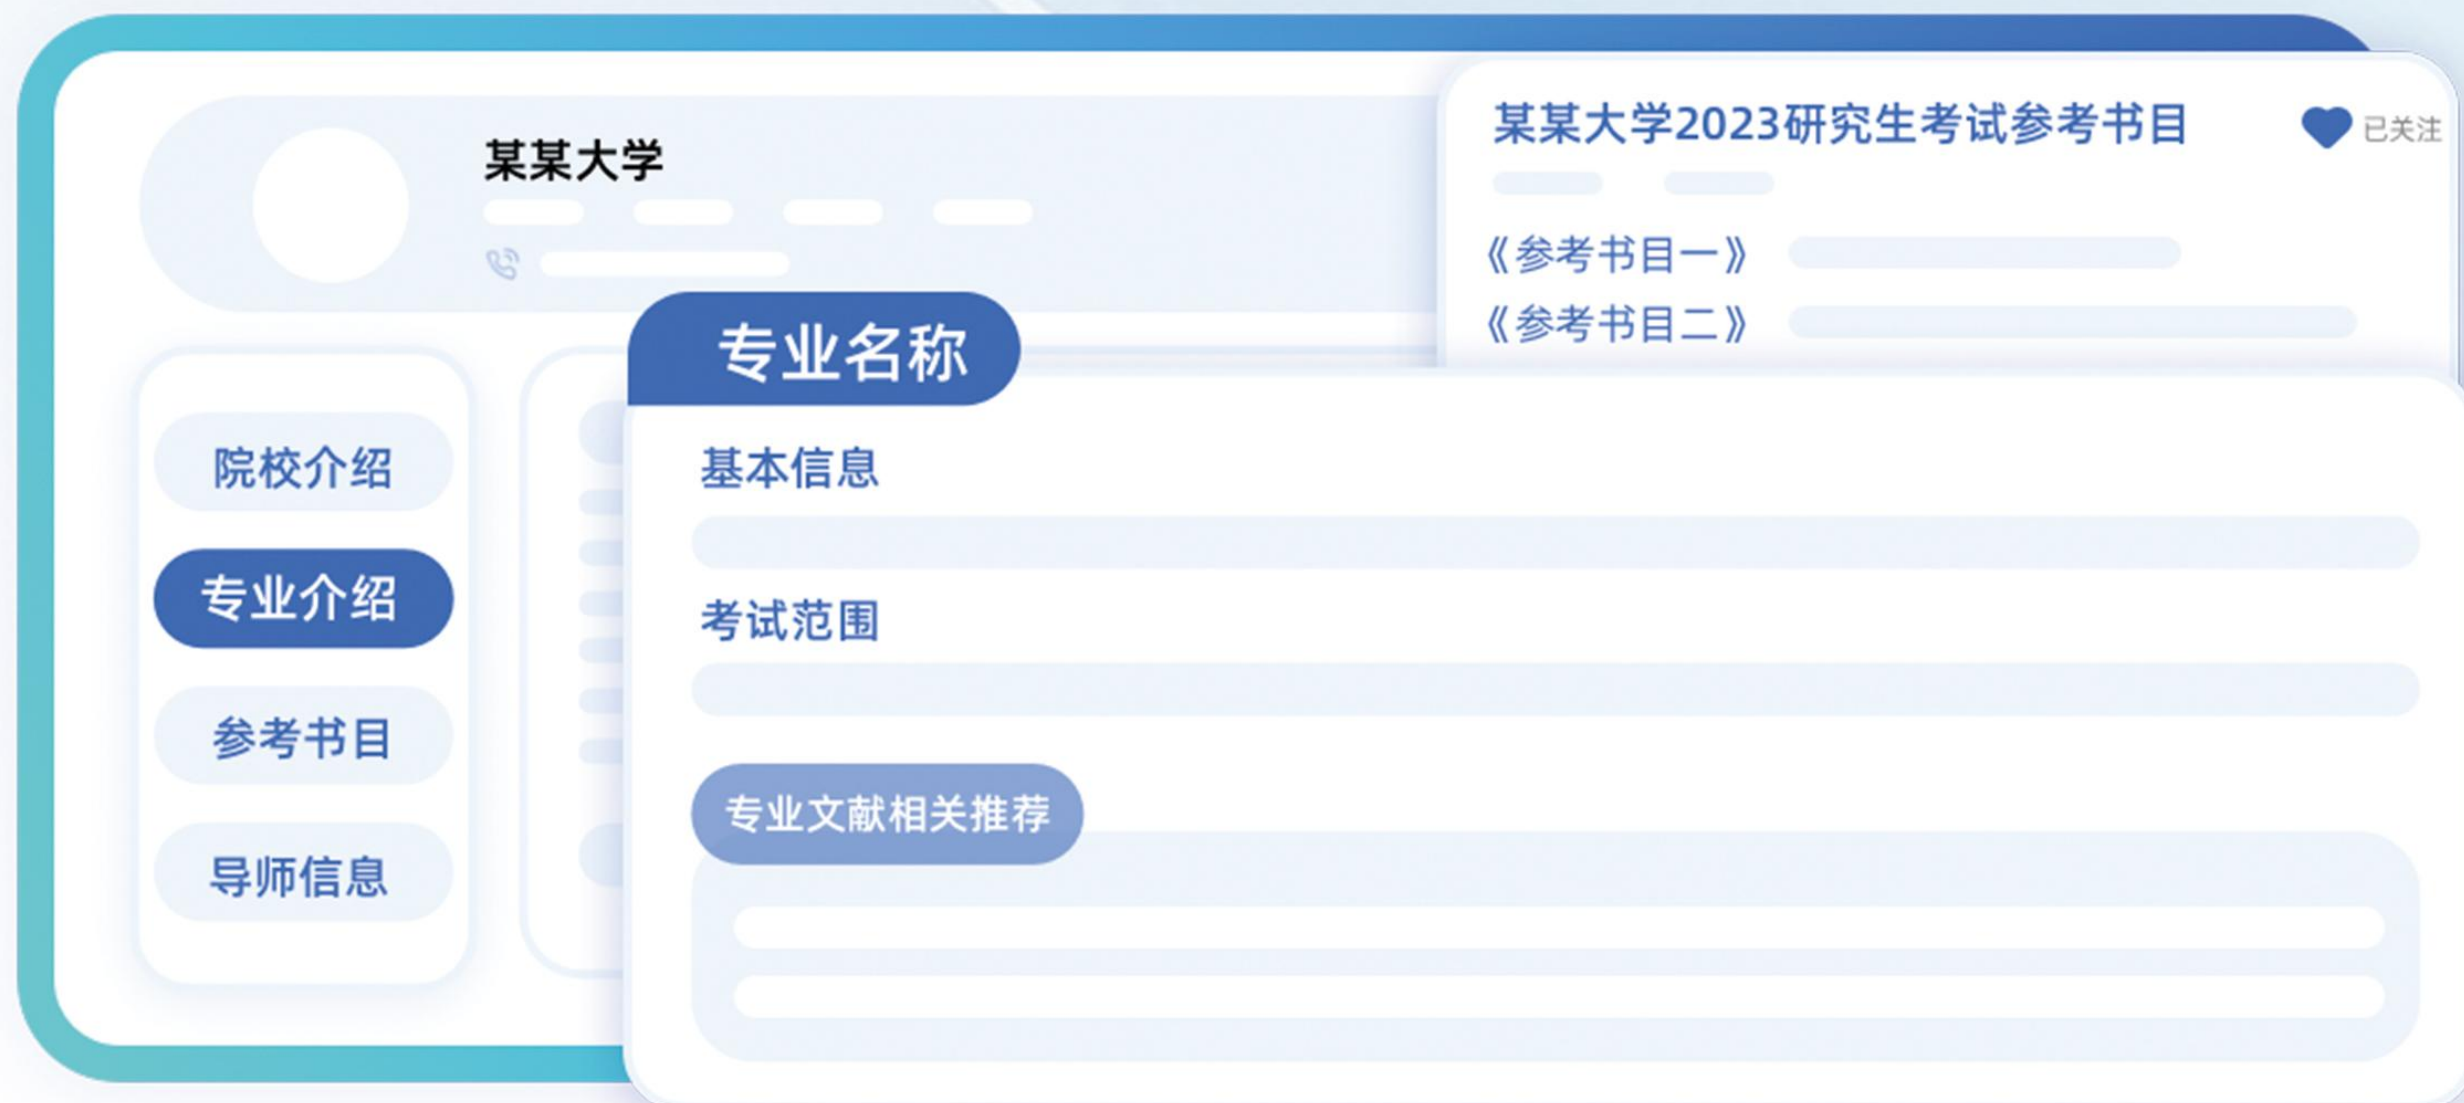 某某大学
某某大学2023研究生考试参考书目
已关注
《参考书目一》
《参考书目二》
院校介绍
专业介绍
参考书目
导师信息
专业名称
基本信息
考试范围
专业文献相关推荐